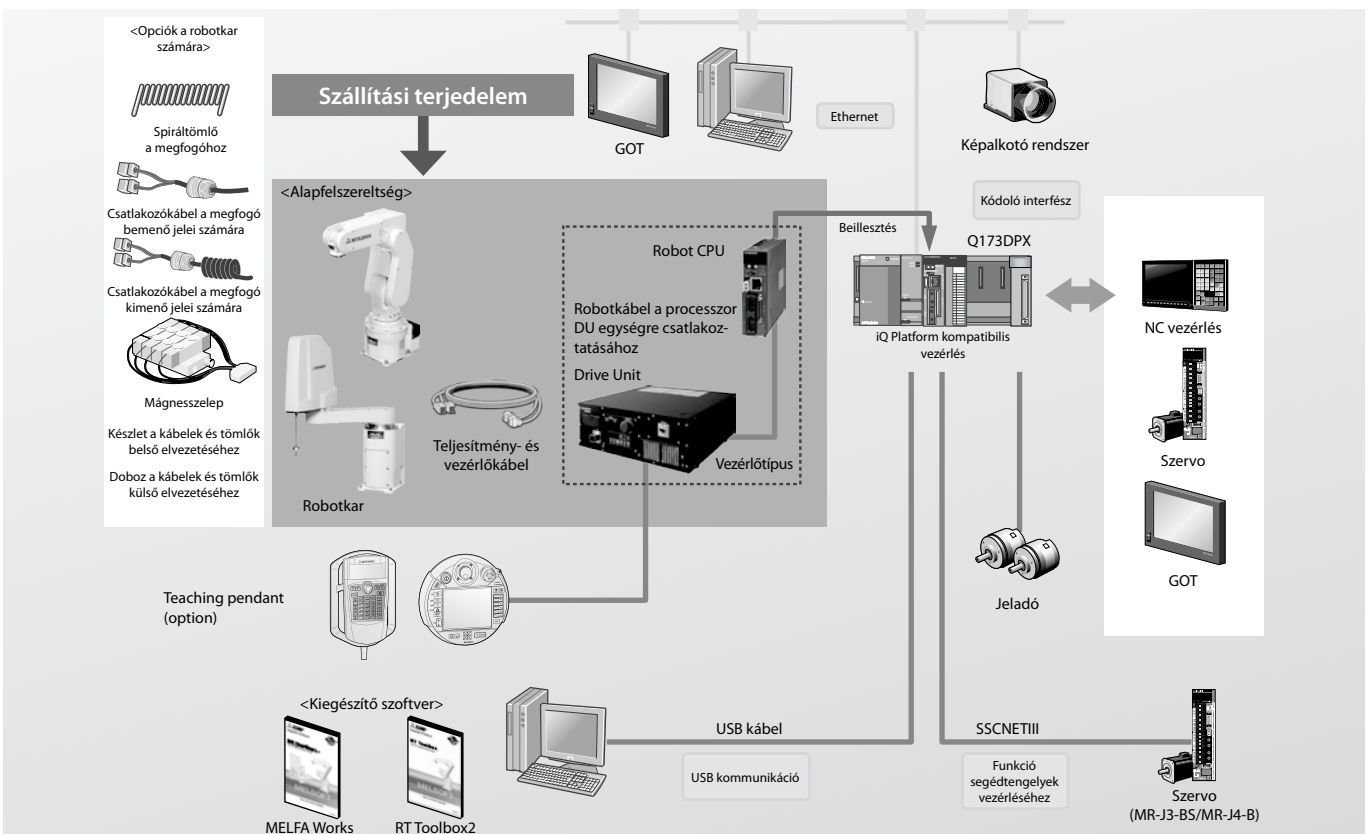 <Opciók a robotkar
számára>
Spiráltömlő
a megfogóhoz
Csatlakozókábel a megfogó
bemenő jelei számára
Csatlakozókábel a megfogó
kimenő jelei számára
Mágnesszelep
Készlet a kábelek és tömlők
belső elvezetéséhez
Doboz a kábelek és tömlők
külső elvezetéséhez
Szállítási terjedelem
GOT
Ethernet
Képalkotó rendszer
<Alapfelszereltség>
Robotkar
Teljesítmény- és
vezérlőkábel
Robot CPU
Robotkábel a processzor
DU egységre csatlakoz-
tatásához
Drive Unit
Vezérlőtípus
Beillesztés
Kódoló interfész
Q173DPX
iQ Platform kompatibilis
vezérlés
NC vezérlés
Szervo
GOT
Jeladó
Teaching pendant
(option)
<Kiegészítő szoftver>
MELFA Works
RT Toolbox2
USB kábel
USB kommunikáció
SSCNETIII
Funkció
segédtengelyek
vezérléséhez
Szervo
(MR-J3-BS/MR-J4-B)